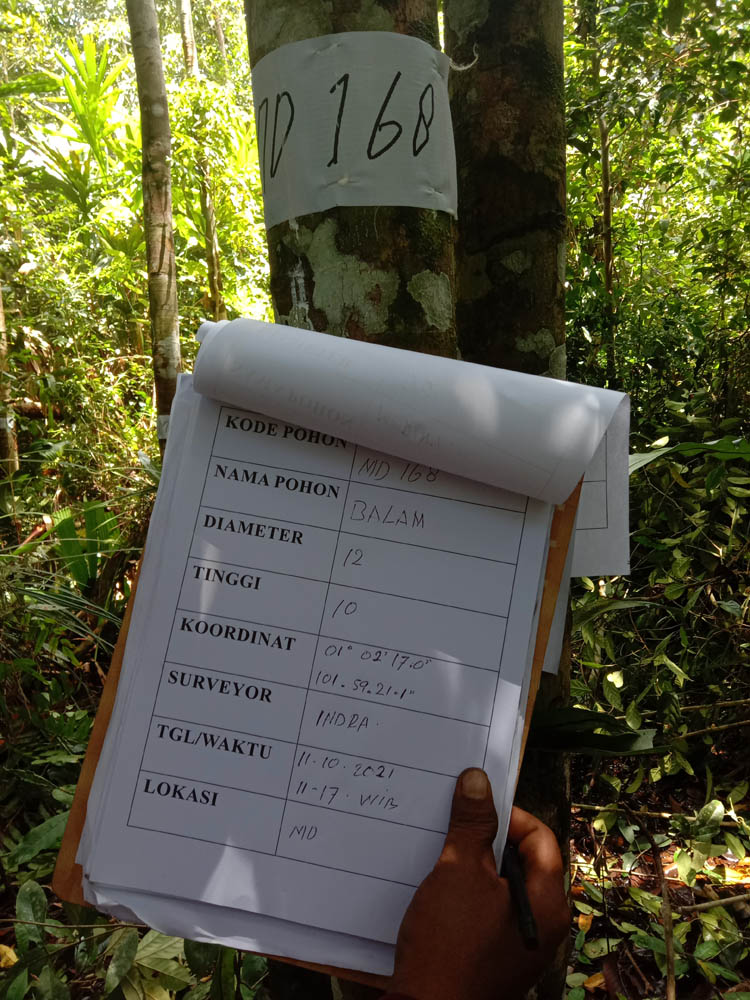 MD 168
KODE POHON MD 168
NAMA POHON BALAM
DIAMETER 12
TINGGI 10
KOORDINAT 01° 02' 17.0"
101-59-21-1"
SURVEYOR INDRA.
TGL/WAKTU 11-10-2021
11-17. WIB
LOKASI MD